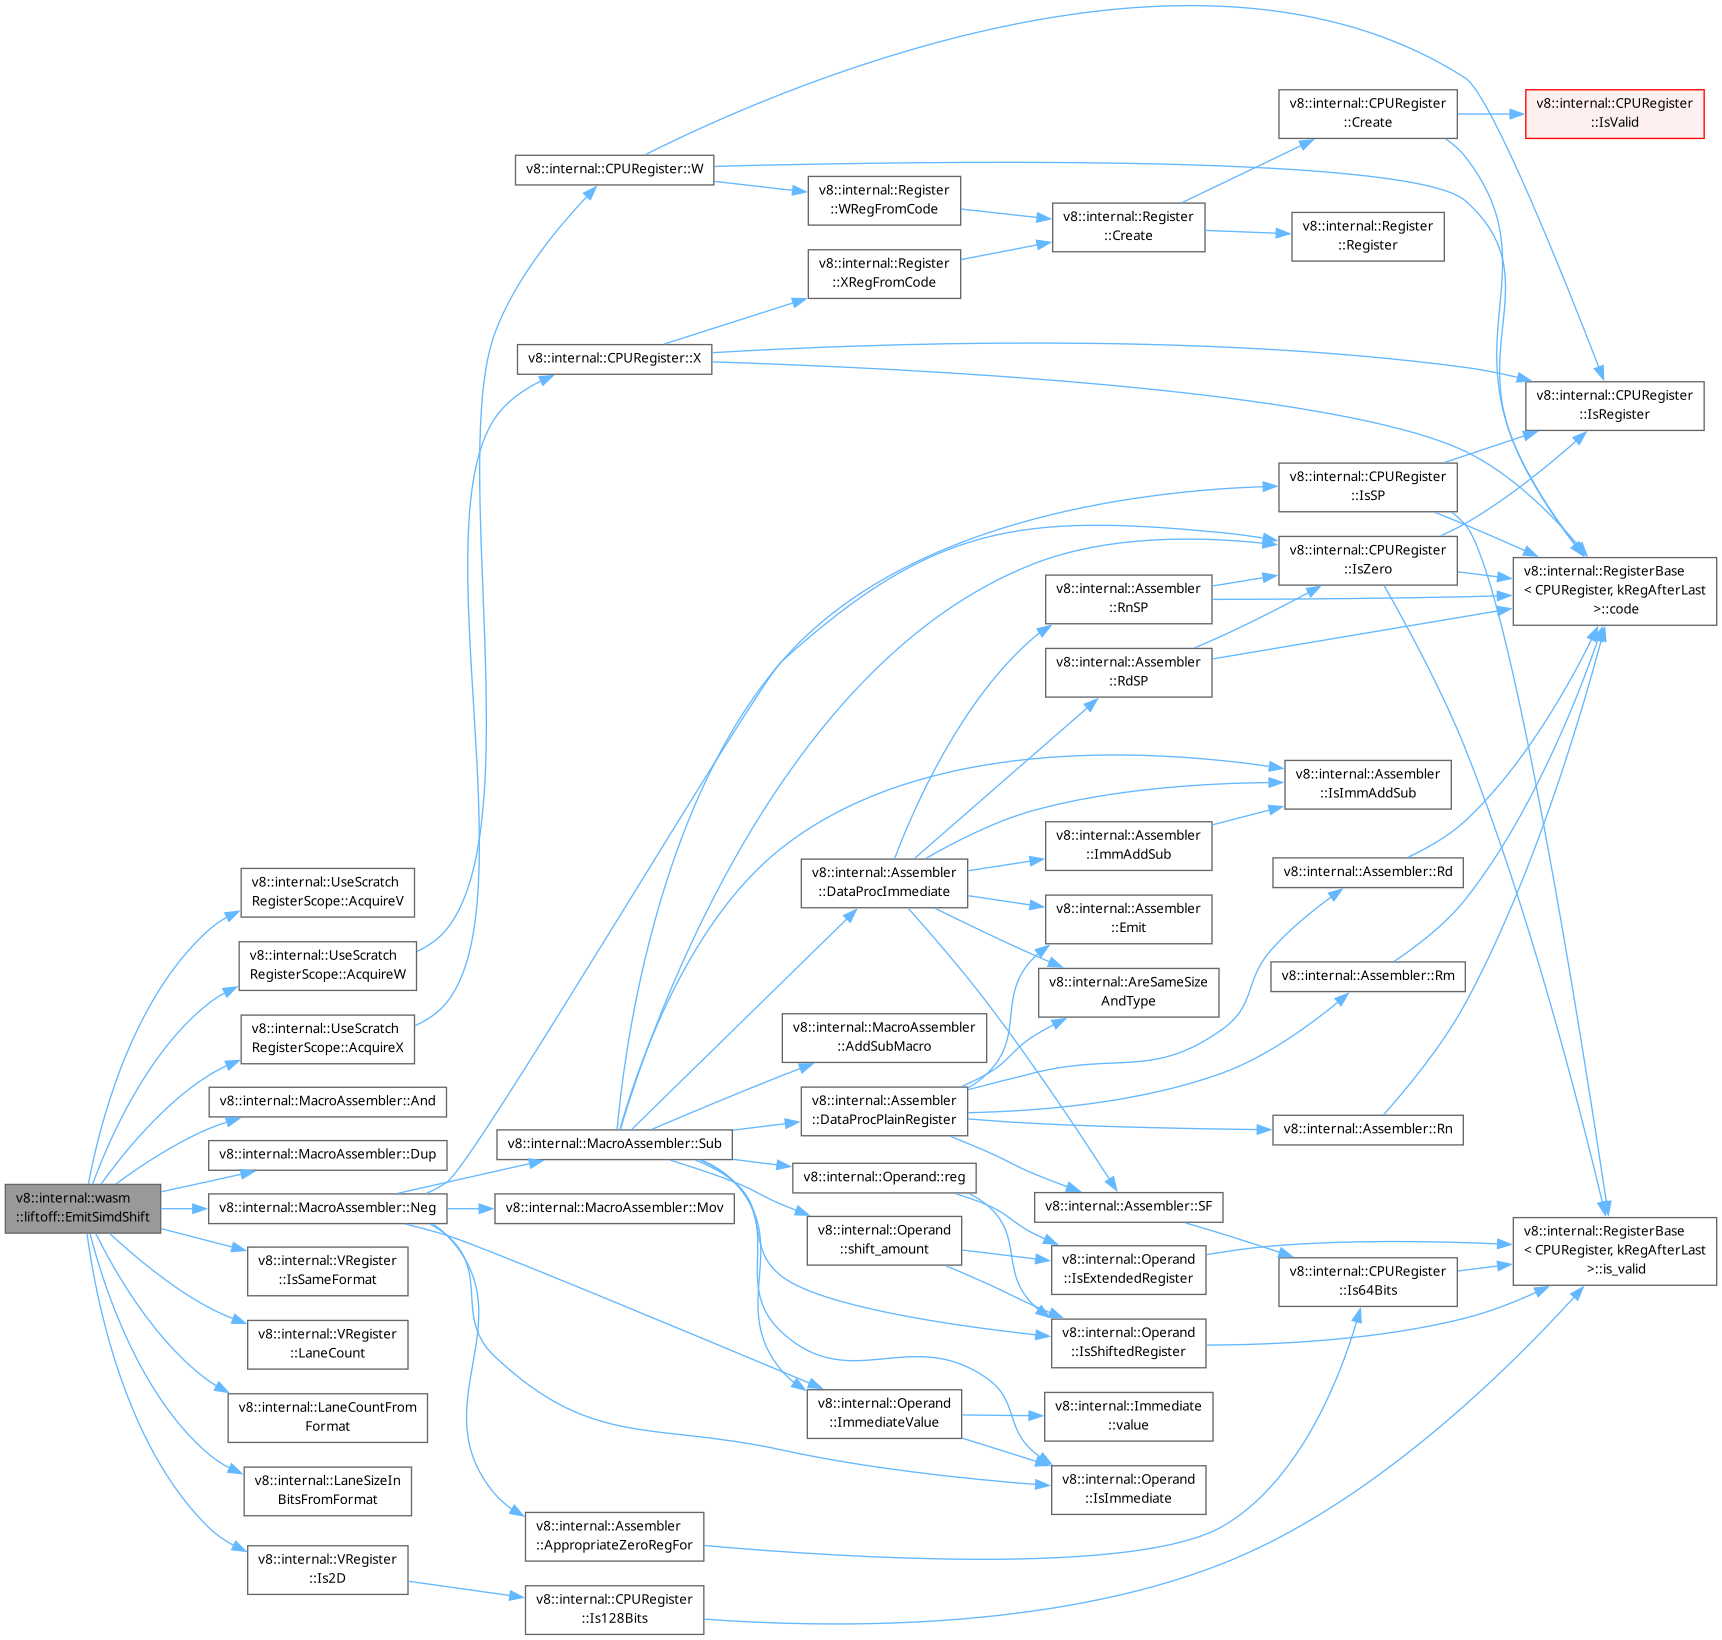 v8::internal::wasm
::liftoff::EmitSimdShift
v8::internal::UseScratch
RegisterScope::AcquireV
v8::internal::UseScratch
RegisterScope::AcquireW
v8::internal::UseScratch
RegisterScope::AcquireX
v8::internal::MacroAssembler::And
v8::internal::MacroAssembler::Dup
v8::internal::MacroAssembler::Neg
v8::internal::VRegister
::IsSameFormat
v8::internal::VRegister
::LaneCount
v8::internal::LaneCountFrom
Format
v8::internal::LaneSizeIn
BitsFromFormat
v8::internal::VRegister
::Is2D
v8::internal::CPURegister::W
v8::internal::CPURegister::X
v8::internal::MacroAssembler::Sub
v8::internal::MacroAssembler::Mov
v8::internal::Assembler
::AppropriateZeroRegFor
v8::internal::CPURegister
::Is128Bits
v8::internal::Register
::WRegFromCode
v8::internal::Register
::XRegFromCode
v8::internal::Assembler
::DataProcImmediate
v8::internal::MacroAssembler
::AddSubMacro
v8::internal::Assembler
::DataProcPlainRegister
v8::internal::Operand::reg
v8::internal::Operand
::shift_amount
v8::internal::Operand
::ImmediateValue
v8::internal::Register
::Create
v8::internal::Assembler
::RnSP
v8::internal::Assembler
::RdSP
v8::internal::Assembler
::ImmAddSub
v8::internal::Assembler
::Emit
v8::internal::AreSameSize
AndType
v8::internal::Assembler::SF
v8::internal::Operand
::IsExtendedRegister
v8::internal::Operand
::IsShiftedRegister
v8::internal::Immediate
::value
v8::internal::Operand
::IsImmediate
v8::internal::CPURegister
::Create
v8::internal::Register
::Register
v8::internal::CPURegister
::IsSP
v8::internal::CPURegister
::IsZero
v8::internal::Assembler
::IsImmAddSub
v8::internal::Assembler::Rd
v8::internal::Assembler::Rm
v8::internal::Assembler::Rn
v8::internal::CPURegister
::Is64Bits
v8::internal::CPURegister
::IsValid
v8::internal::CPURegister
::IsRegister
v8::internal::RegisterBase
< CPURegister, kRegAfterLast
>::code
v8::internal::RegisterBase
< CPURegister, kRegAfterLast
>::is_valid